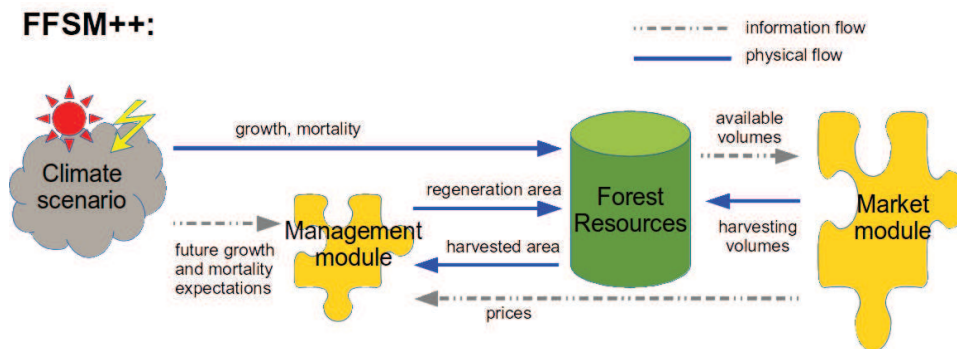 FFSM++:
information flow
physical flow
growth, mortality
available
volumes
Climate
scenario
regeneration area
Forest
Resources
Market
module
harvesting
volumes
Management
module
harvested area
future growth
and mortality
expectations
prices